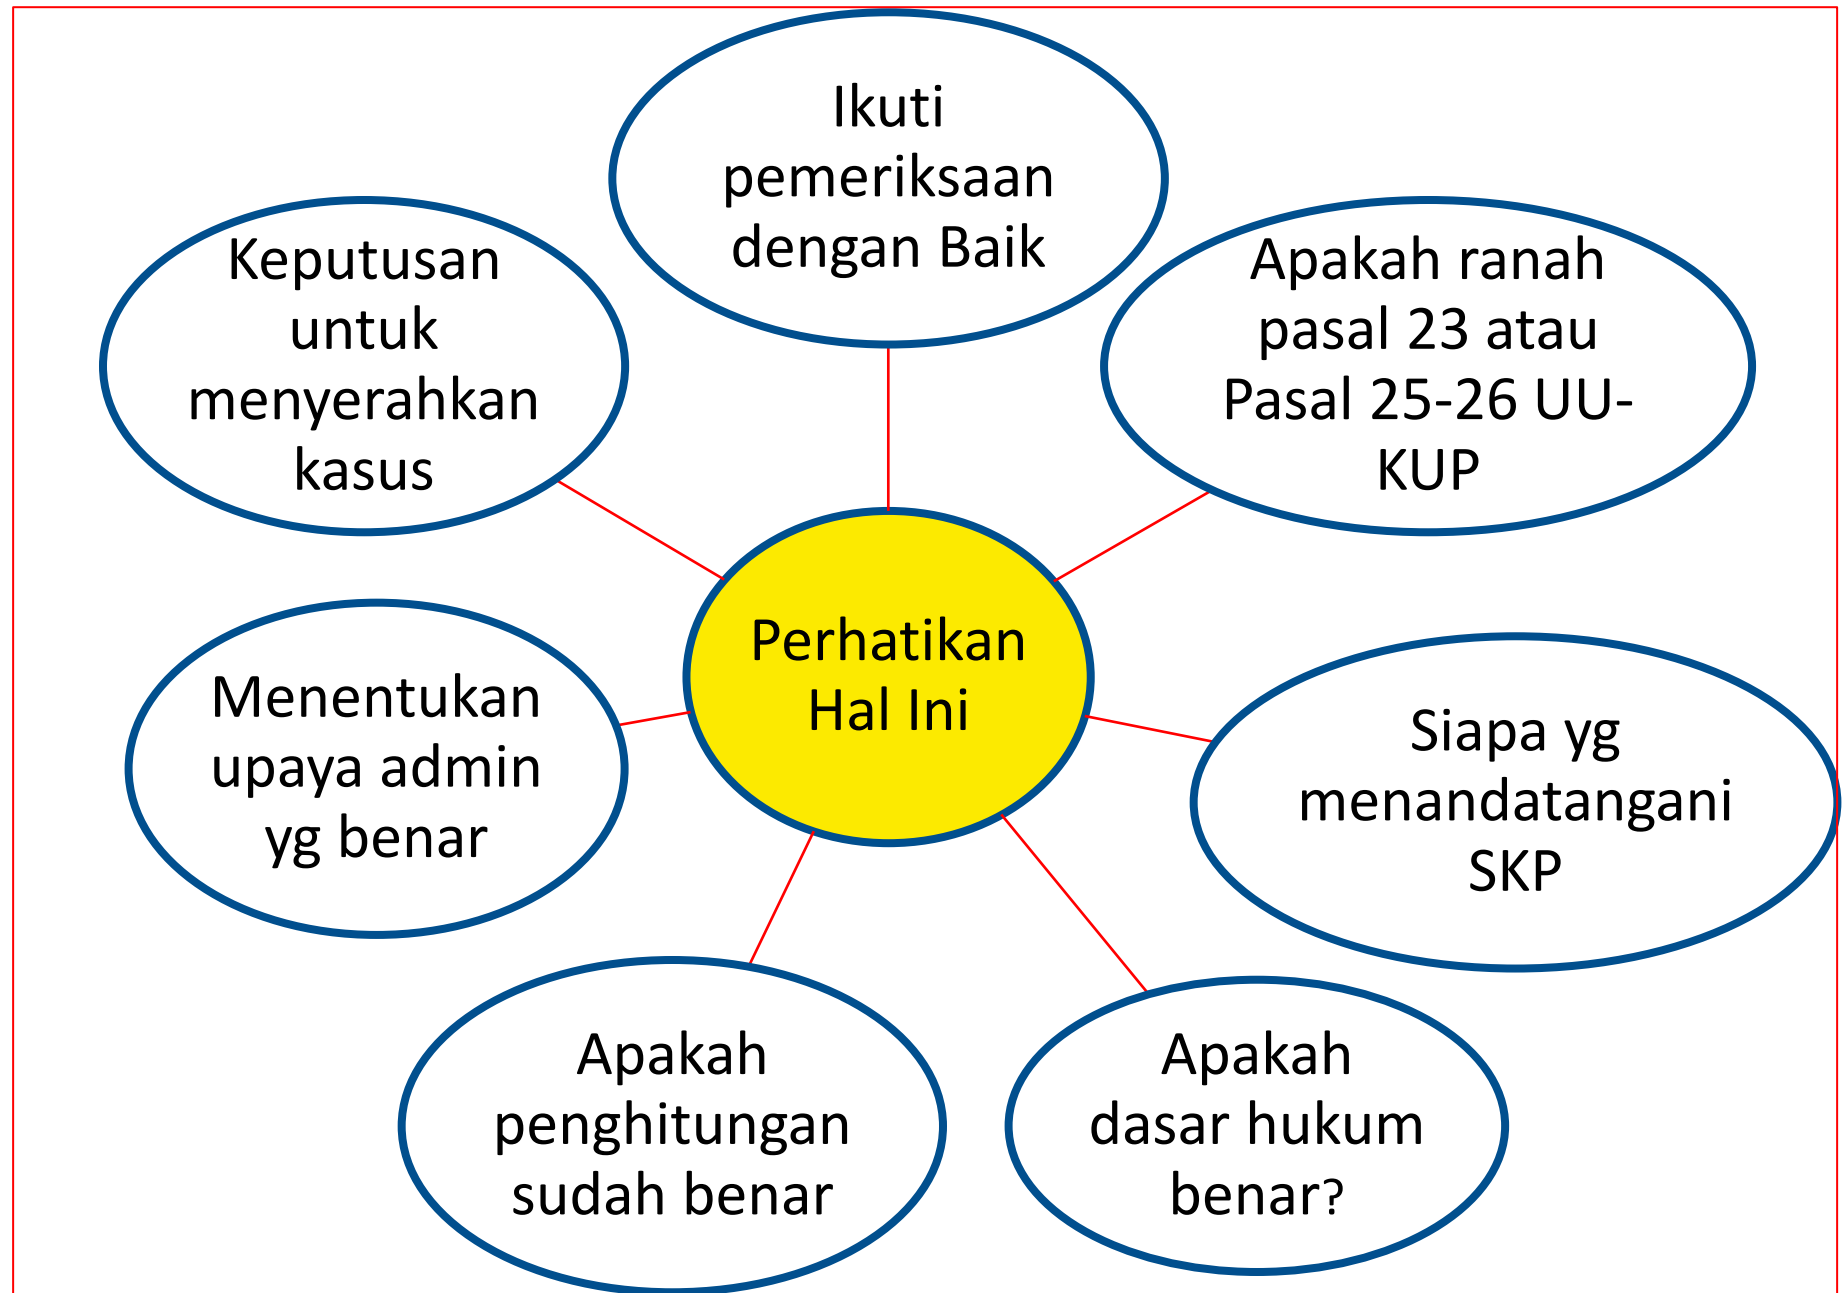 Ikuti
pemeriksaan
dengan Baik
Keputusan
untuk
menyerahkan
kasus
Apakah ranah
pasal 23 atau
Pasal 25-26 UU-
KUP
Perhatikan
Hal Ini
Menentukan
upaya admin
yg benar
Siapa yg
menandatangani
SKP
Apakah
penghitungan
sudah benar
Apakah
dasar hukum
benar?